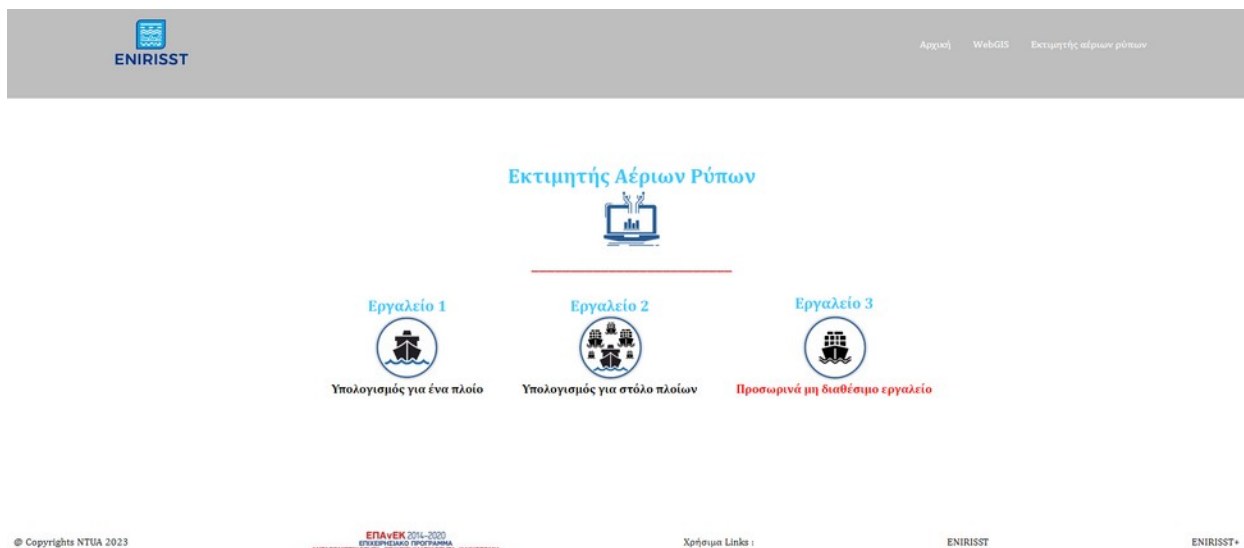 ENIRISST
Αρχική WebGIS Εκτιμητής αέριων ρύπων
Εκτιμητής Αέριων Ρύπων
Εργαλείο 1 Εργαλείο 2 Εργαλείο 3
Υπολογισμός για ένα πλοίο Υπολογισμός για στόλο πλοίων Προσωρινά μη διαθέσιμο εργαλείο
@ Copyrights NTUA 2023 ΕΠΑνΕΚ 2014–2020 Χρήσιμα Links : ENIRISST ENIRISST+
ΕΠΙΧΕΙΡΗΣΙΑΚΟ ΠΡΟΓΡΑΜΜΑ